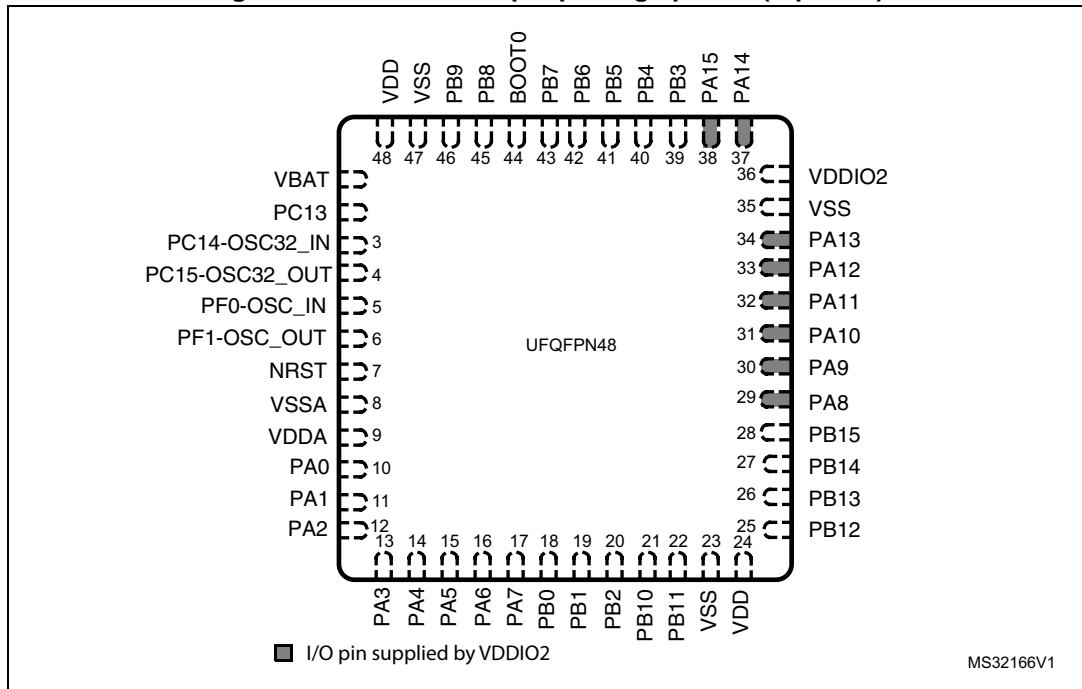 VDD
VSS
PB9
PB8
BOOT0
PB7
PB6
PB5
PB4
PB3
PA15
PA14
48
47
46
45
44
43
42
41
40
39
38
37
VBAT
PC13
PC14-OSC32_IN 3
PC15-OSC32_OUT 4
PF0-OSC_IN 5
PF1-OSC_OUT 6
NRST 7
VSSA 8
VDDA 9
PA0 10
PA1 11
PA2 12
36 VDDIO2
35 VSS
34 PA13
33 PA12
32 PA11
31 PA10
30 PA9
29 PA8
28 PB15
27 PB14
26 PB13
25 PB12
UFQFPN48
13
14
15
16
17
18
19
20
21
22
23
24
PA3
PA4
PA5
PA6
PA7
PB0
PB1
PB2
PB10
PB11
VSS
VDD
I/O pin supplied by VDDIO2
MS32166V1